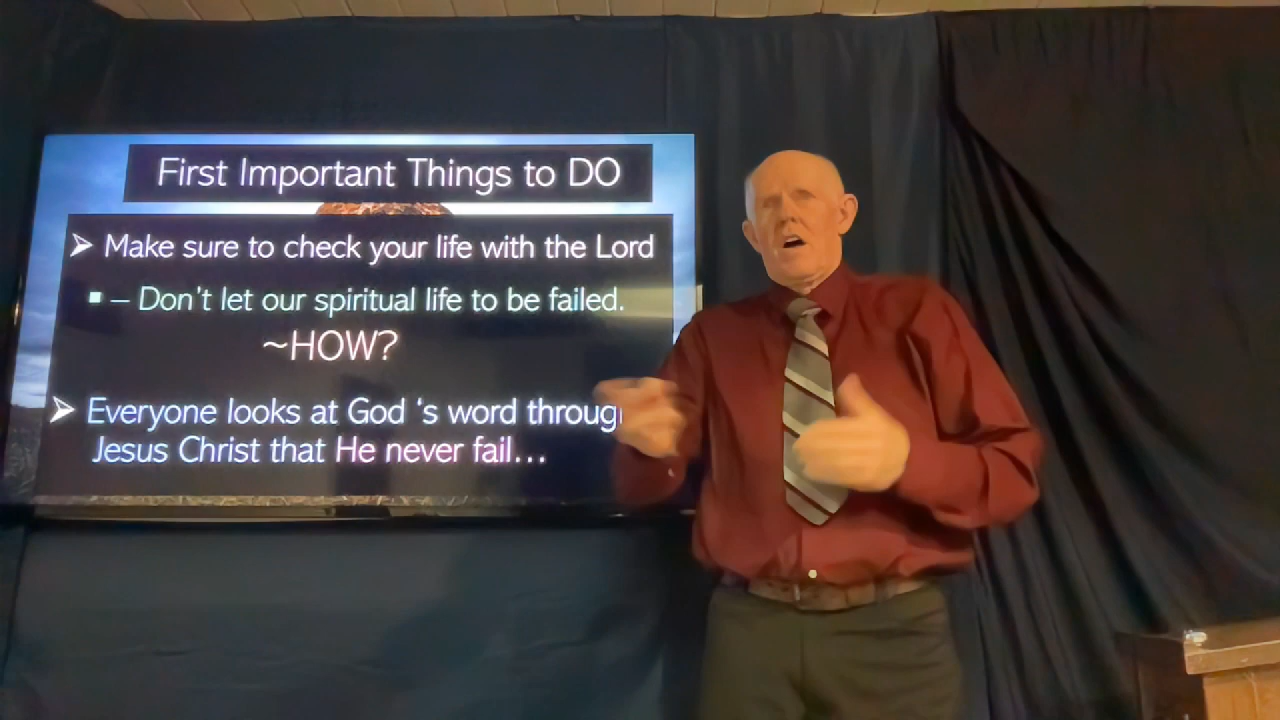 First Important Things to DO
➢ Make sure to check your life with the Lord
▪ – Don't let our spiritual life to be failed.
~HOW?
➢ Everyone looks at God 's word
Jesus Christ that He never fail...